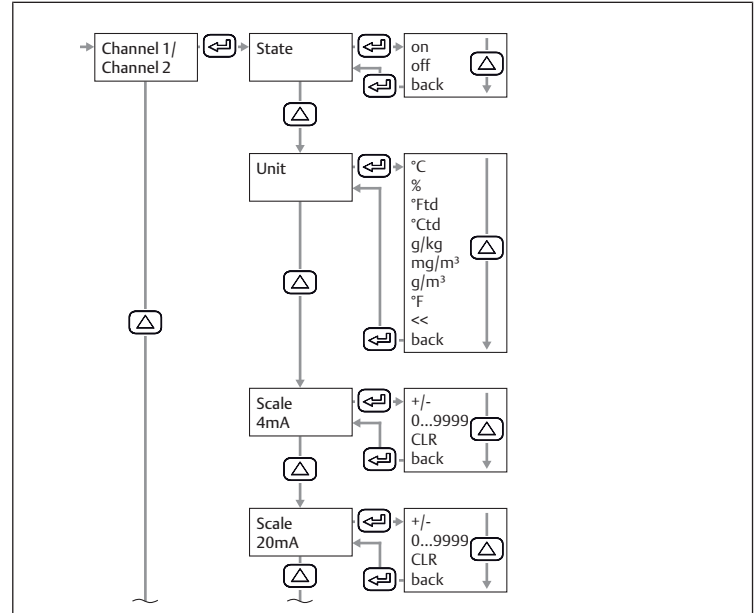 Channel 1/
Channel 2
State
on
off
back
Unit
°C
%
°Ftd
°Ctd
g/kg
mg/m³
g/m³
°F
<<
back
Scale
4mA
+/-
0...9999
CLR
back
Scale
20mA
+/-
0...9999
CLR
back